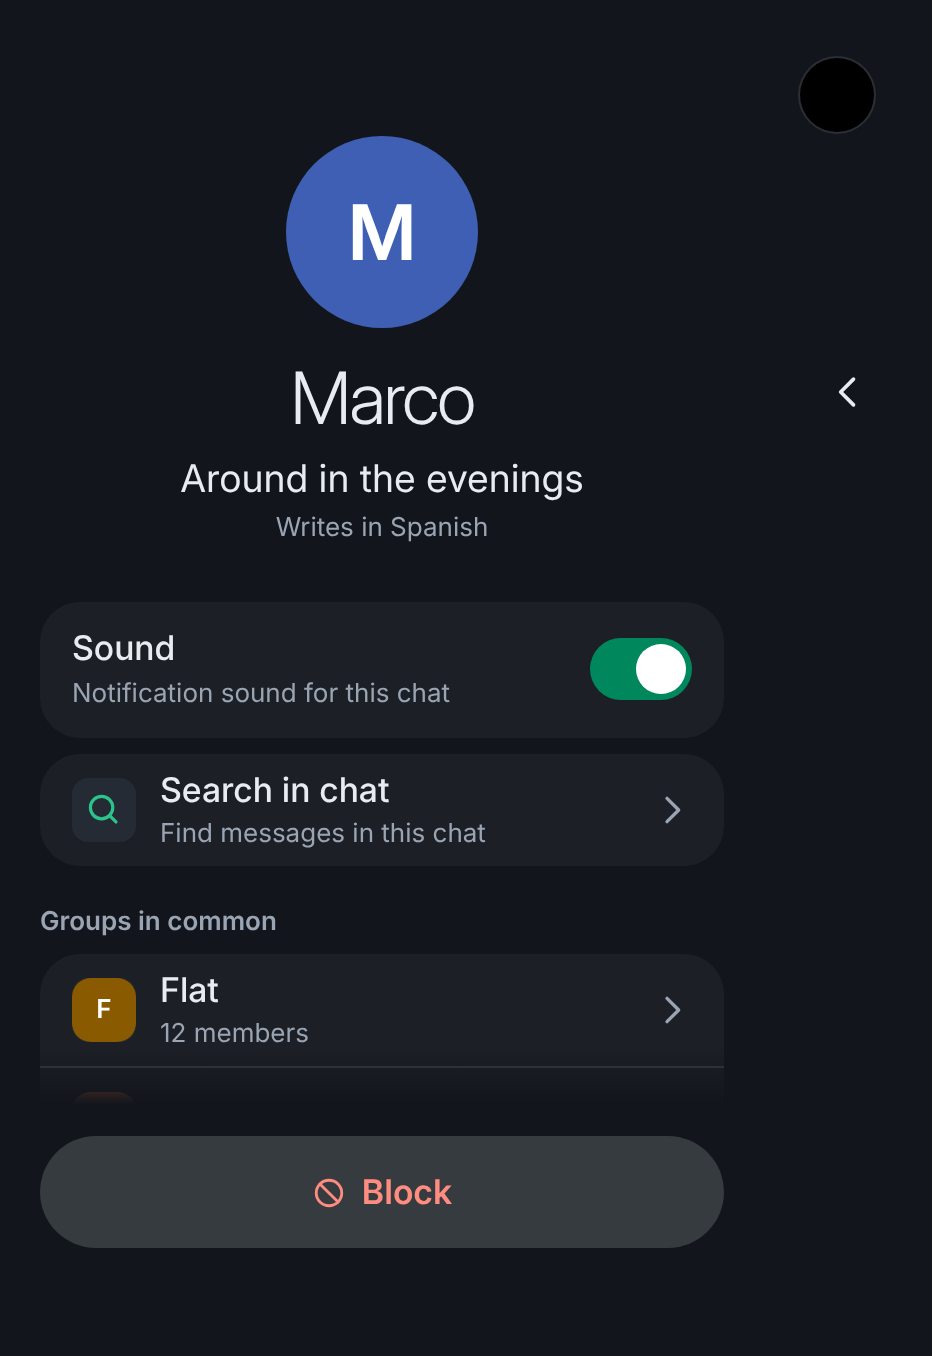 M
Marco
Around in the evenings
Writes in Spanish
Sound
Notification sound for this chat
Search in chat
Find messages in this chat
Groups in common
F
Flat
12 members
Block